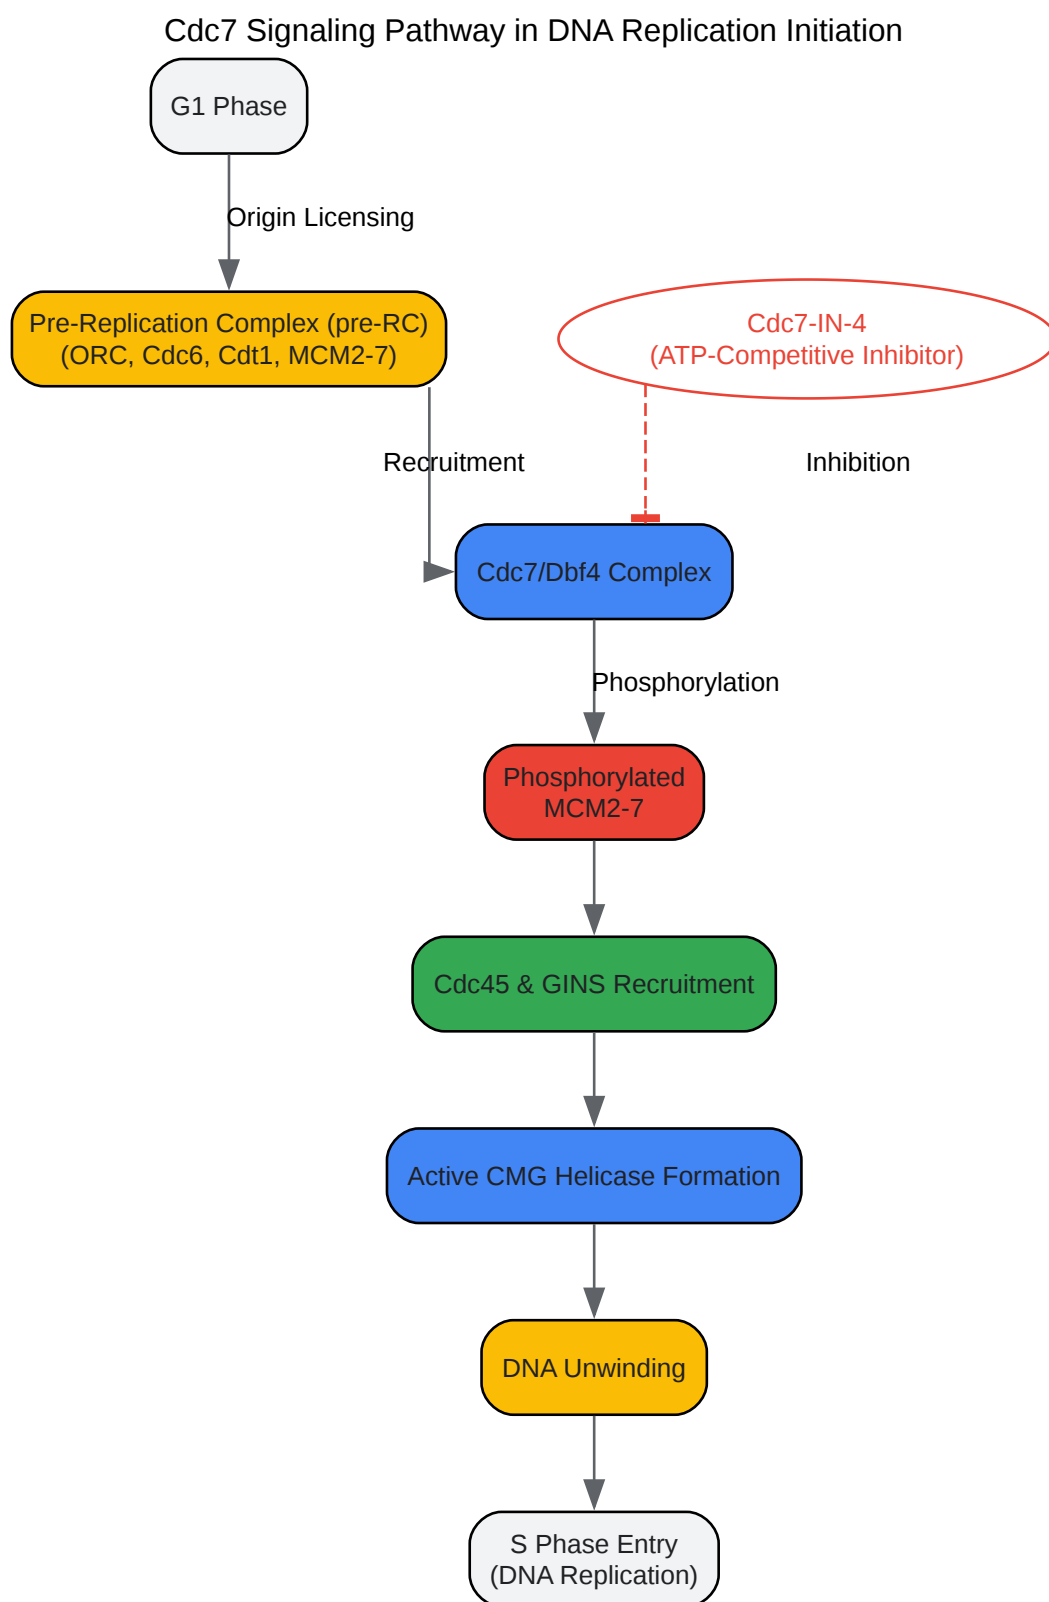 Cdc7 Signaling Pathway in DNA Replication Initiation
G1 Phase
Origin Licensing
Pre-Replication Complex (pre-RC)
(ORC, Cdc6, Cdt1, MCM2-7)
Cdc7-IN-4
(ATP-Competitive Inhibitor)
Recruitment
Inhibition
Cdc7/Dbf4 Complex
Phosphorylation
Phosphorylated
MCM2-7
Cdc45 & GINS Recruitment
Active CMG Helicase Formation
DNA Unwinding
S Phase Entry
(DNA Replication)